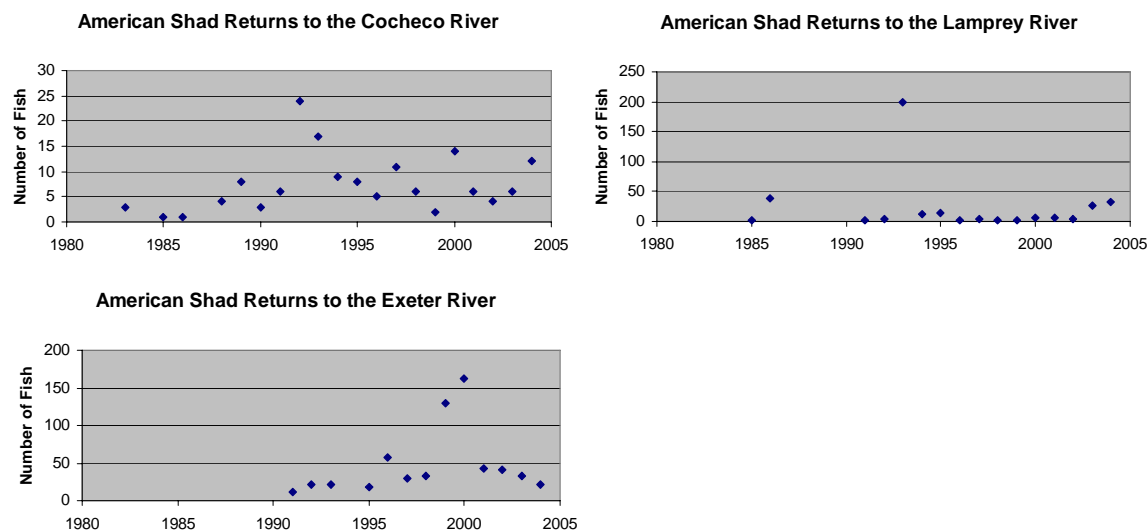 American Shad Returns to the Cocheco River
Number of Fish
30
25
20
15
10
5
0
1980 1985 1990 1995 2000 2005
American Shad Returns to the Lamprey River
Number of Fish
250
200
150
100
50
0
1980 1985 1990 1995 2000 2005
American Shad Returns to the Exeter River
Number of Fish
200
150
100
50
0
1980 1985 1990 1995 2000 2005